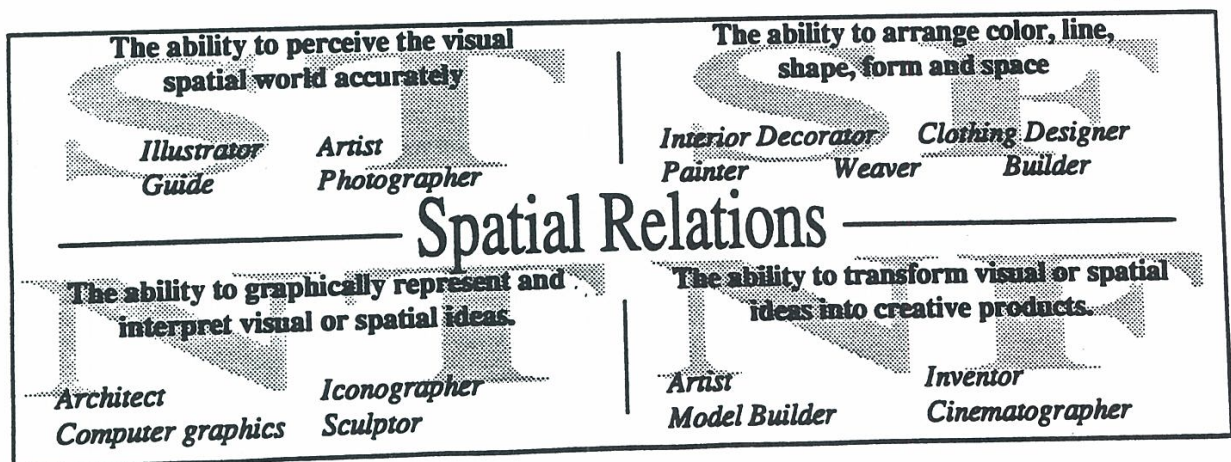 The ability to perceive the visual
spatial world accurately
ST
Illustrator Artist
Guide Photographer
The ability to arrange color, line,
shape, form and space
SF
Interior Decorator Clothing Designer
Painter Weaver Builder
Spatial Relations
The ability to graphically represent and
interpret visual or spatial ideas.
NT
Architect Iconographer
Computer graphics Sculptor
The ability to transform visual or spatial
ideas into creative products.
NF
Artist Inventor
Model Builder Cinematographer